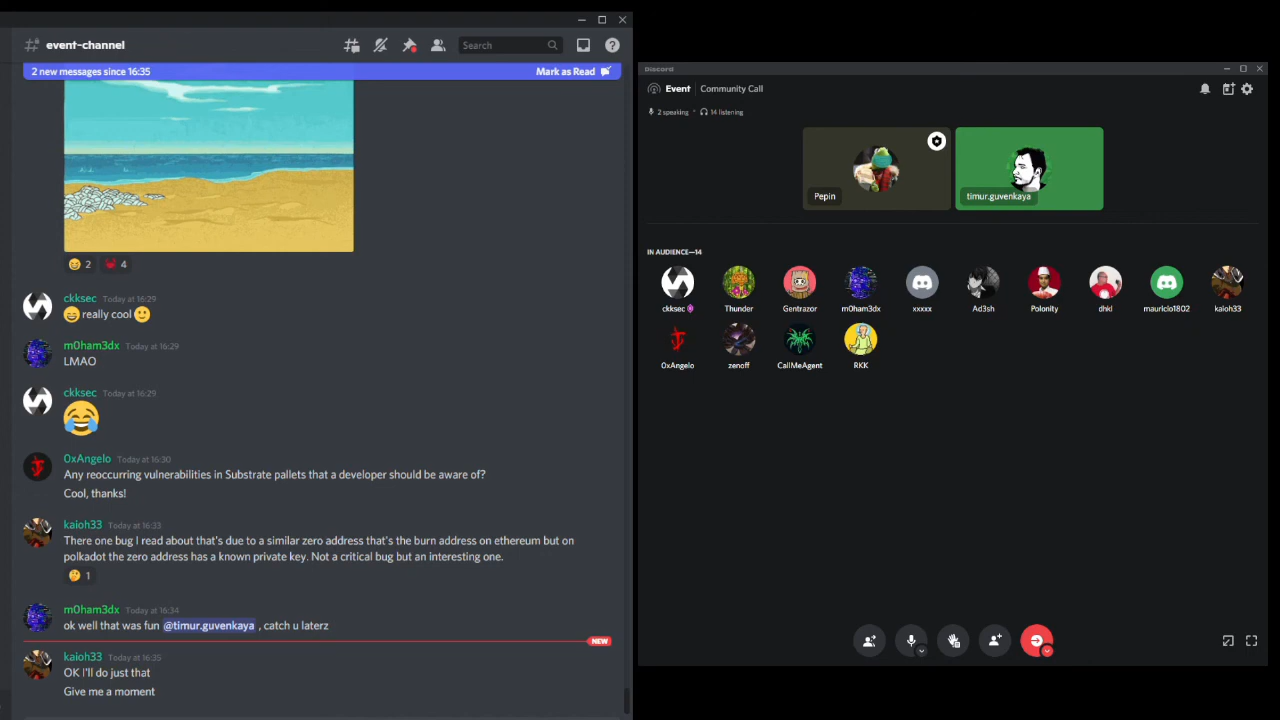 event-channel
Search
2 new messages since 16:35
Mark as Read
2
4
ckksec Today at 16:29
really cool
m0ham3dx Today at 16:29
LMAO
ckksec Today at 16:29
0xAngelo Today at 16:30
Any reoccurring vulnerabilities in Substrate pallets that a developer should be aware of?
Cool, thanks!
kaioh33 Today at 16:33
There one bug I read about that's due to a similar zero address that's the burn address on ethereum but on
polkadot the zero address has a known private key. Not a critical bug but an interesting one.
1
m0ham3dx Today at 16:34
ok well that was fun @timur.guvenkaya , catch u laterz
NEW
kaioh33 Today at 16:35
OK I'll do just that
Give me a moment
Discord
Event Community Call
2 speaking • 14 listening
Pepin
timur.guvenkaya
IN AUDIENCE—14
ckksec
Thunder
Gentrazor
m0ham3dx
xxxxx
Ad3sh
Polonity
dhkl
mauricio1802
kaioh33
0xAngelo
zenoff
CallMeAgent
RKK